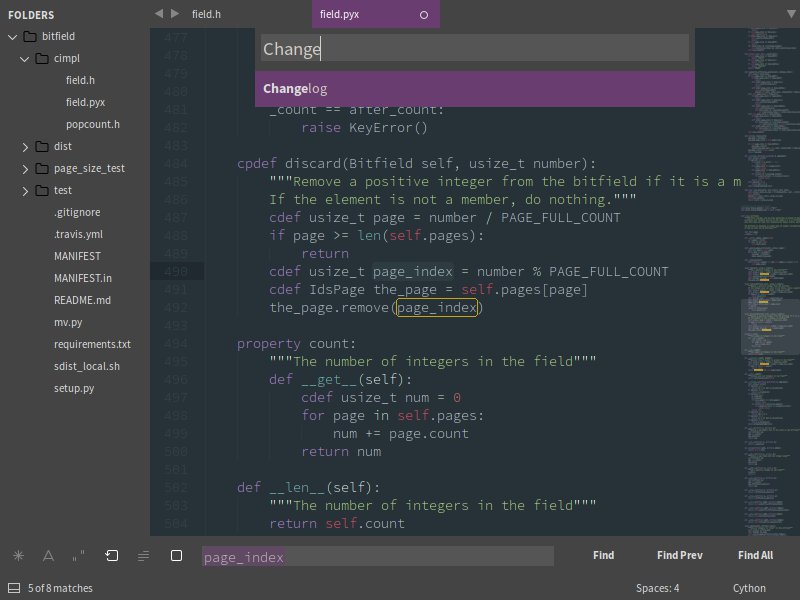 FOLDERS
bitfield
cimpl
field.h
field.pyx
popcount.h
dist
page_size_test
test
.gitignore
.travis.yml
MANIFEST
MANIFEST.in
README.md
mv.py
requirements.txt
sdist_local.sh
setup.py
field.h
field.pyx
Change
Changelog
477
478
479
480
481 _count == after_count:
482 raise KeyError()
483
484 cpdef discard(Bitfield self, usize_t number):
485 """Remove a positive integer from the bitfield if it is a m
486 If the element is not a member, do nothing."""
487 cdef usize_t page = number / PAGE_FULL_COUNT
488 if page >= len(self.pages):
489 return
490 cdef usize_t page_index = number % PAGE_FULL_COUNT
491 cdef IdsPage the_page = self.pages[page]
492 the_page.remove(page_index)
493
494 property count:
495 """The number of integers in the field"""
496 def __get__(self):
497 cdef usize_t num = 0
498 for page in self.pages:
499 num += page.count
500 return num
501
502 def __len__(self):
503 """The number of integers in the field"""
504 return self.count
page_index
Find
Find Prev
Find All
5 of 8 matches
Spaces: 4
Cython